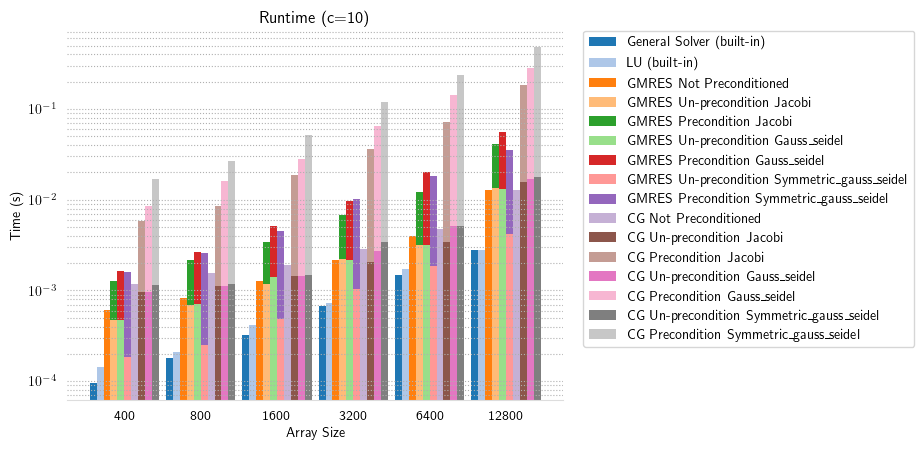 Runtime (c=10)
Time (s)
10⁻¹
10⁻²
10⁻³
10⁻⁴
400 800 1600 3200 6400 12800
Array Size
General Solver (built-in)
LU (built-in)
GMRES Not Preconditioned
GMRES Un-precondition Jacobi
GMRES Precondition Jacobi
GMRES Un-precondition Gauss_seidel
GMRES Precondition Gauss_seidel
GMRES Un-precondition Symmetric_gauss_seidel
GMRES Precondition Symmetric_gauss_seidel
CG Not Preconditioned
CG Un-precondition Jacobi
CG Precondition Jacobi
CG Un-precondition Gauss_seidel
CG Precondition Gauss_seidel
CG Un-precondition Symmetric_gauss_seidel
CG Precondition Symmetric_gauss_seidel